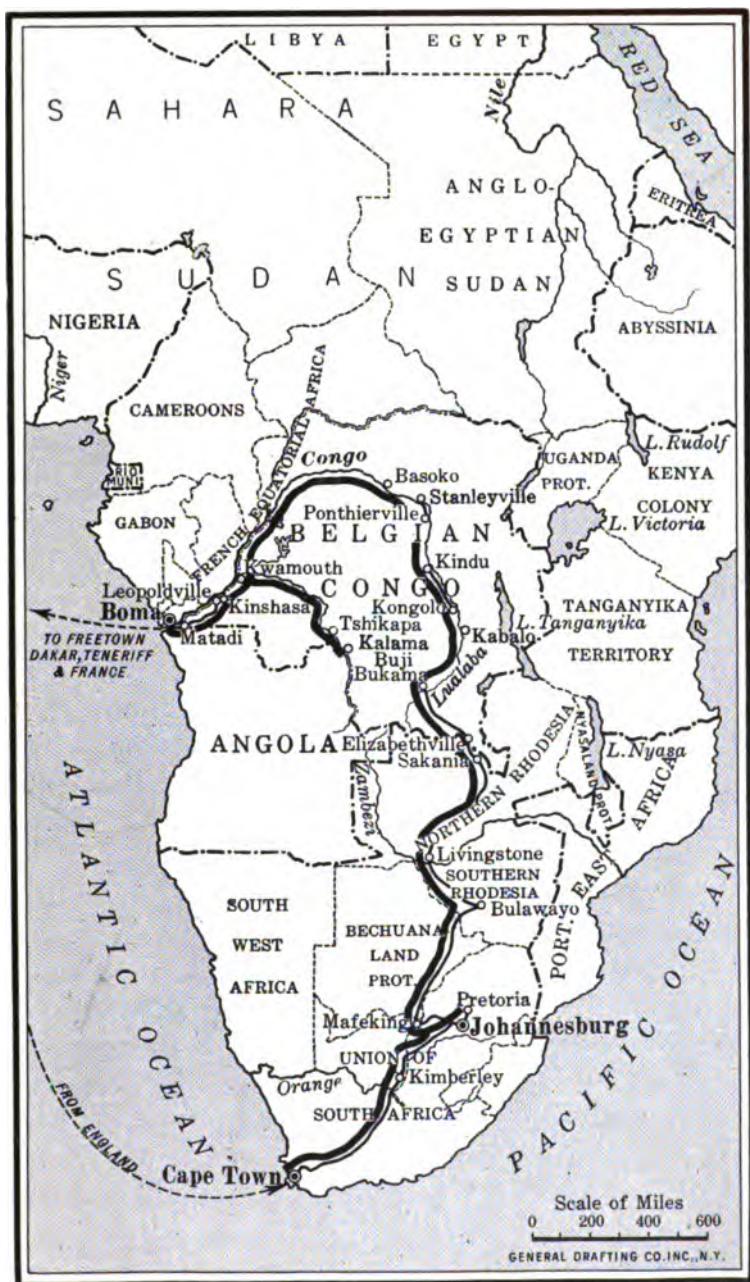 LIBYA
EGYPT
RED SEA
Nile
SAHARA
ANGLO-
EGYPTIAN
SUDAN
ERITREA
SUDAN
NIGERIA
Niger
ABYSSINIA
CAMEROONS
FRENCH EQUATORIAL AFRICA
RIO
MUNI
GABON
Congo
Basoko
Stanleyville
Ponthierville
UGANDA
PROT.
L. Rudolf
KENYA
COLONY
L. Victoria
BELGIAN
CONGO
Kindu
Kwamouth
Leopoldville
Boma
Kinshasa
Matadi
Kongolo
Tshikapa
Kabalo
L. Tanganyika
TANGANYIKA
TERRITORY
TO FREETOWN
DAKAR, TENERIFF
& FRANCE.
Kalama
Buji
Bukama
Lualaba
ANGOLA
Elizabethville
Sakania
NORTHERN RHODESIA
NYASALAND PROT.
L. Nyasa
Zambezi
Livingstone
SOUTHERN
RHODESIA
Bulawayo
PORT. EAST AFRICA
ATLANTIC OCEAN
SOUTH
WEST
AFRICA
BECHUANA
LAND
PROT.
Pretoria
Mafeking
Johannesburg
UNION OF
Orange
Kimberley
SOUTH AFRICA
PACIFIC OCEAN
FROM ENGLAND
Cape Town
Scale of Miles
0 200 400 600
GENERAL DRAFTING CO. INC., N.Y.